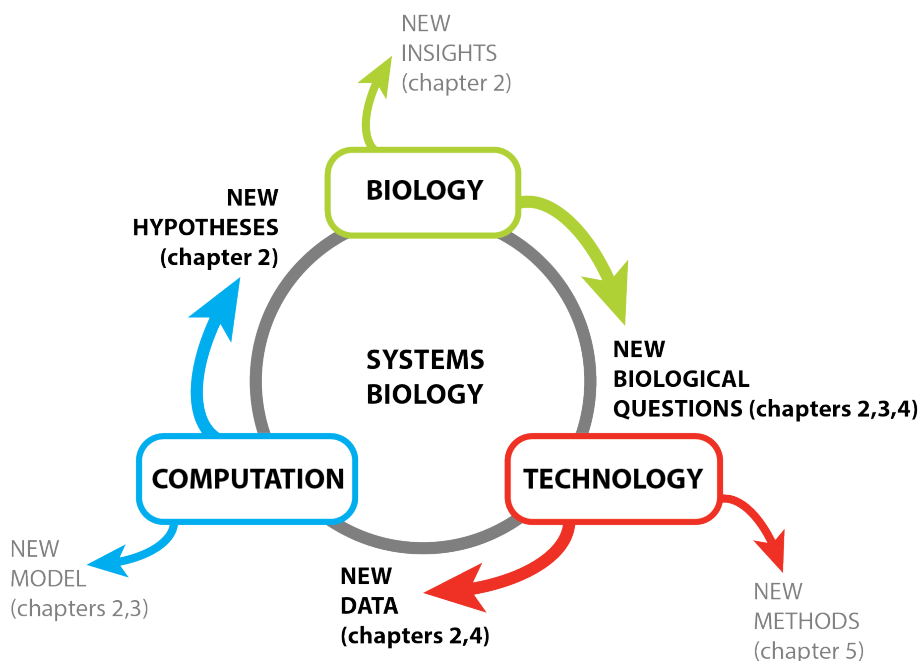 NEW
INSIGHTS
(chapter 2)
BIOLOGY
NEW
HYPOTHESES
(chapter 2)
SYSTEMS
BIOLOGY
NEW
BIOLOGICAL
QUESTIONS (chapters 2,3,4)
COMPUTATION
TECHNOLOGY
NEW
MODEL
(chapters 2,3)
NEW
DATA
(chapters 2,4)
NEW
METHODS
(chapter 5)